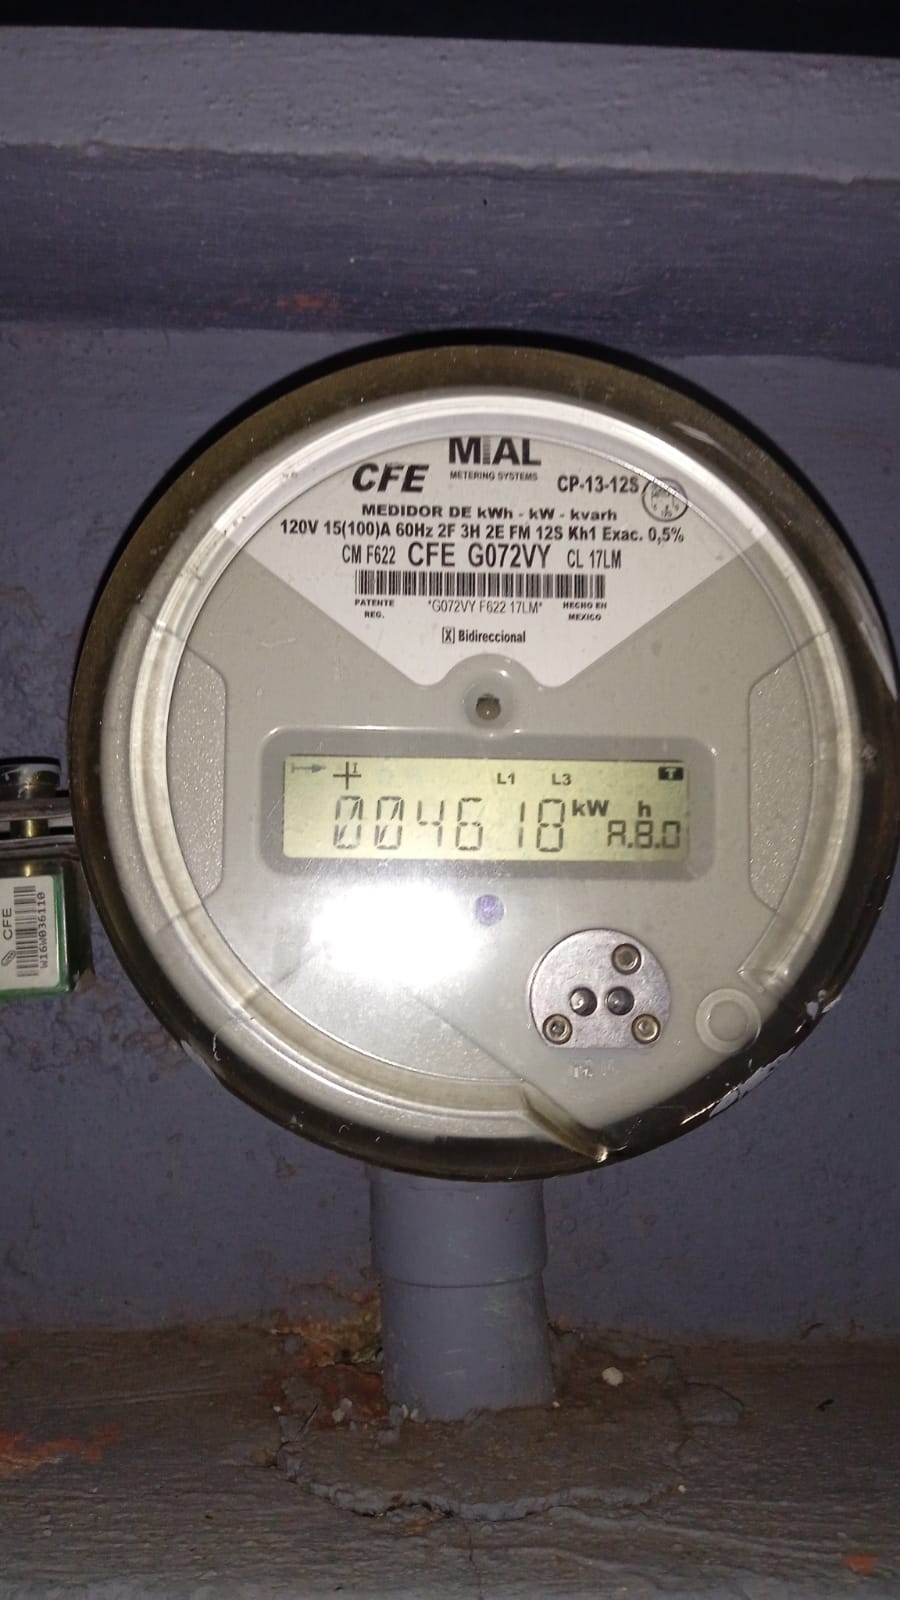 MiAL
METERING SYSTEMS
CFE
CP-13-12S
MEDIDOR DE kWh - kW - kvarh
120V 15(100)A 60Hz 2F 3H 2E FM 12S Kh1 Exac. 0,5%
CM F622 CFE G072VY CL 17LM
PATENTE REG.
*G072VY F622 17LM*
HECHO EN MEXICO
[X] Bidireccional
L1 L3 T
004618 kW h A.B.0
CFE
W16W036110